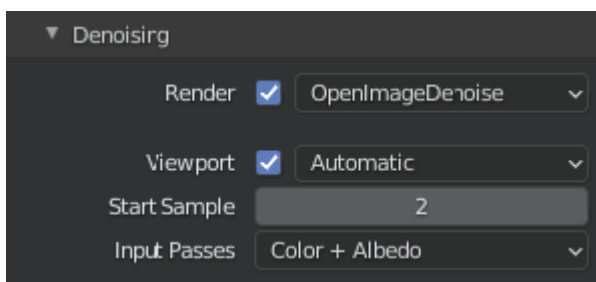 Denoising
Render OpenImageDenoise
Viewport Automatic
Start Sample 2
Input Passes Color + Albedo